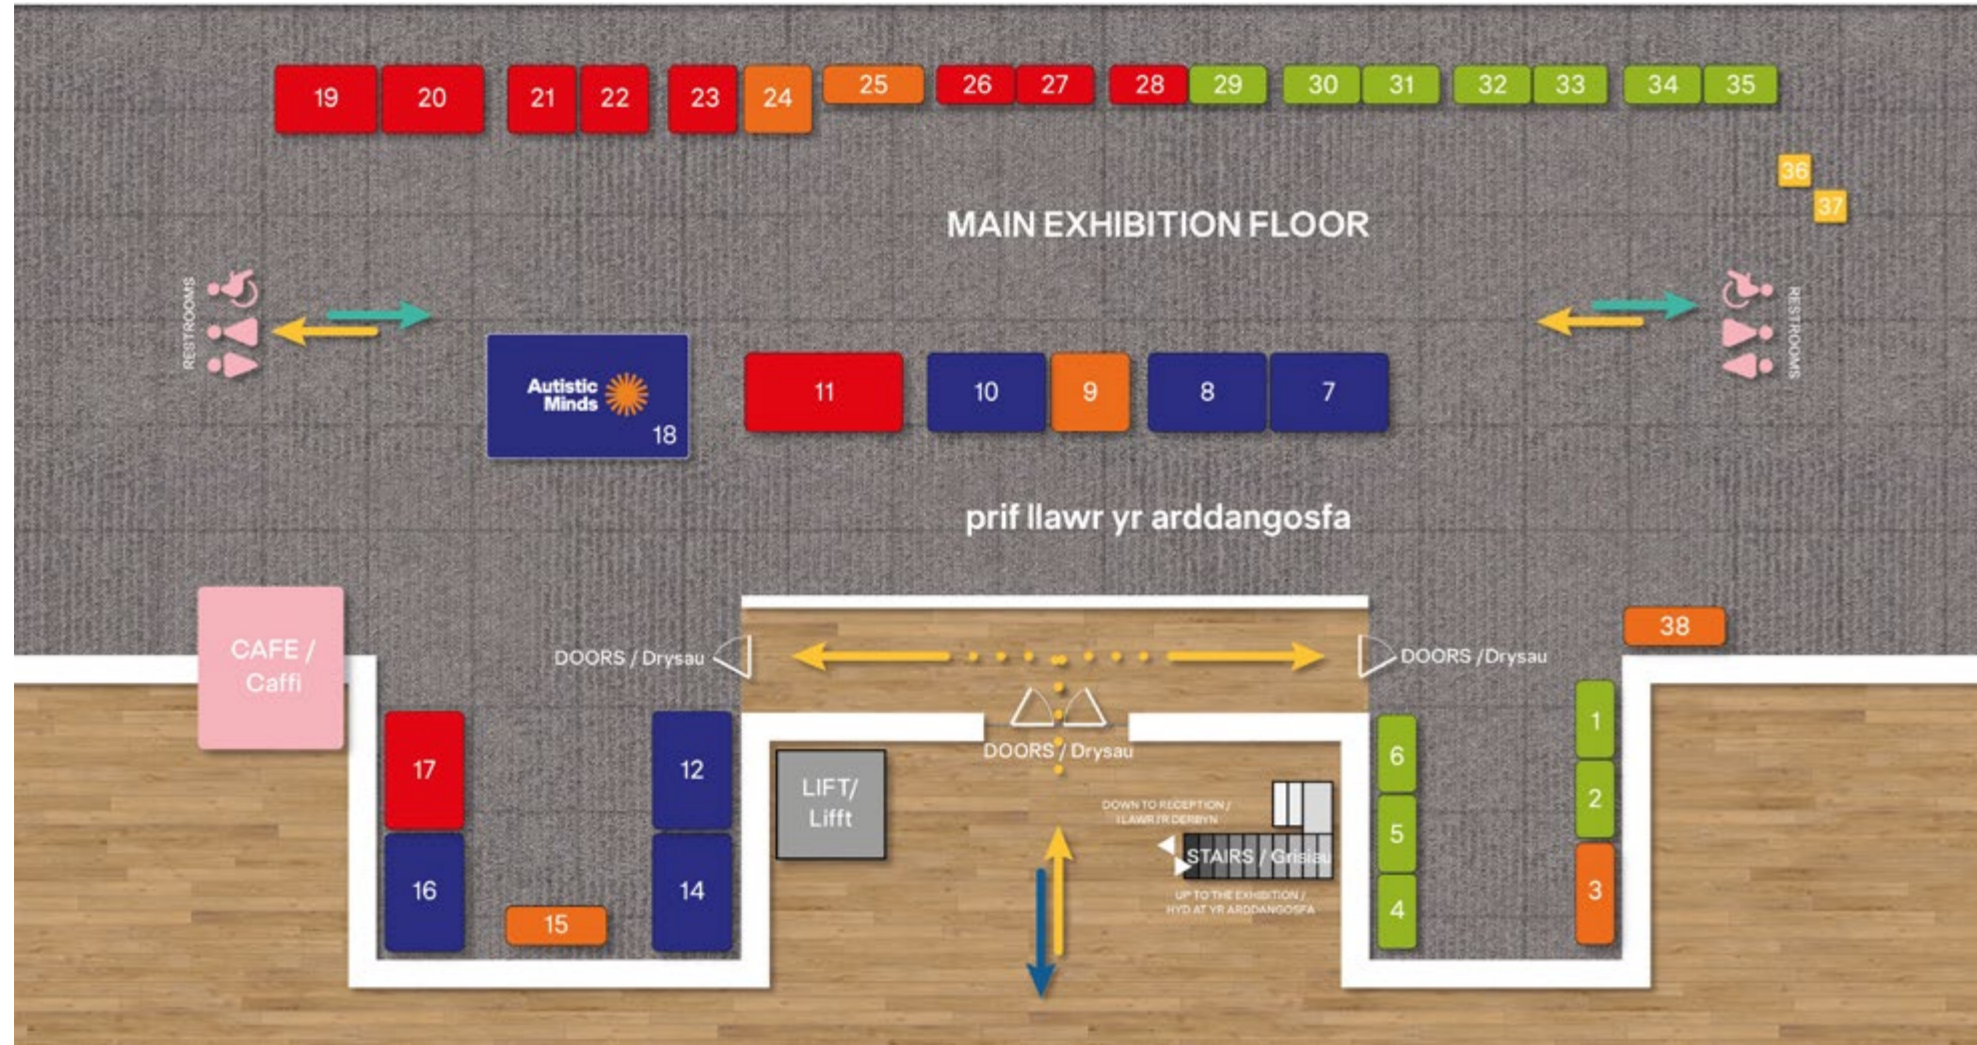 19 20 21 22 23 24 25 26 27 28 29 30 31 32 33 34 35
36
37
MAIN EXHIBITION FLOOR
RESTROOMS
RESTROOMS
Autistic
Minds
18
11 10 9 8 7
prif llawr yr arddangosfa
CAFE /
Caffi
DOORS / Drysau
DOORS /Drysau
38
DOORS / Drysau
17
12
16
14
15
LIFT/
Lifft
DOWN TO RECEPTION /
I LAWR I'R DERBYN
STAIRS / Grisiau
UP TO THE EXHIBITION /
HYD AT YR ARDDANGOSFA
6
5
4
1
2
3